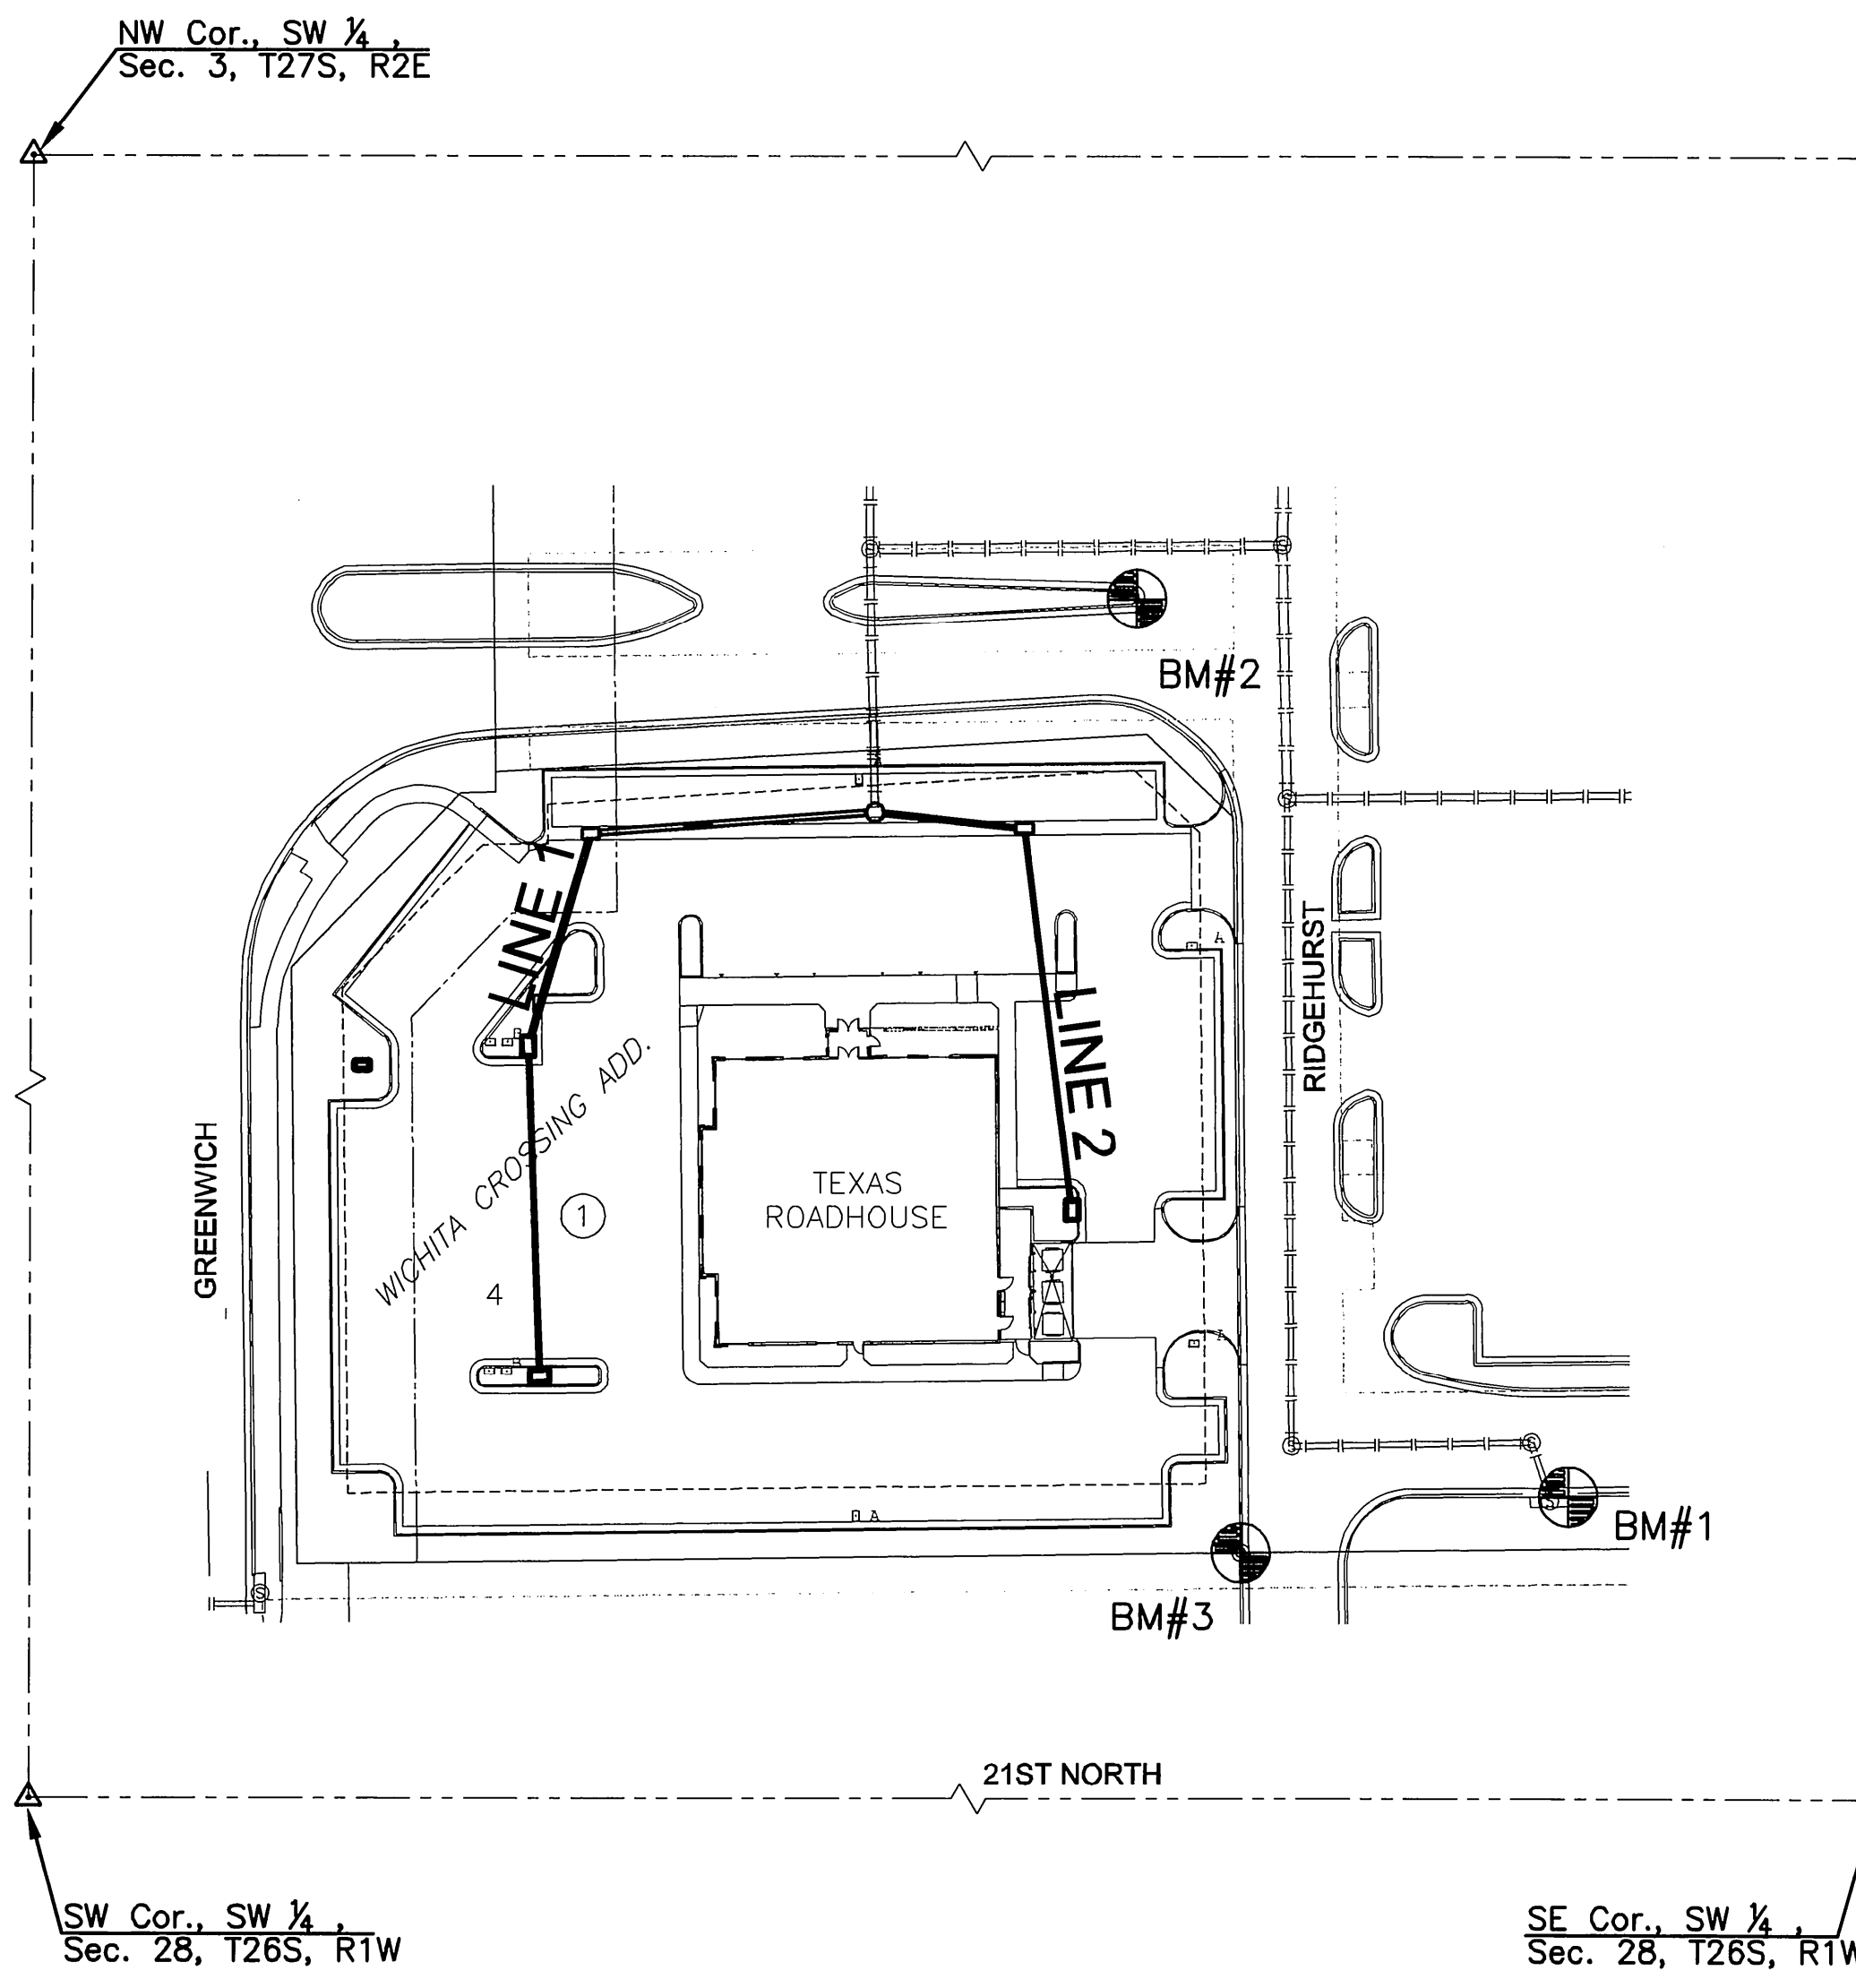 NW Cor., SW ¼ ,
Sec. 3, T27S, R2E
BM#2
LINE 1
LINE 2
RIDGEHURST
GREENWICH
WICHITA CROSSING ADD.
1
4
TEXAS
ROADHOUSE
A
A
A
S
S
S
S
S
S
S
S
BM#1
BM#3
21ST NORTH
SW Cor., SW ¼ ,
Sec. 28, T26S, R1W
SE Cor., SW ¼ ,
Sec. 28, T26S, R1W